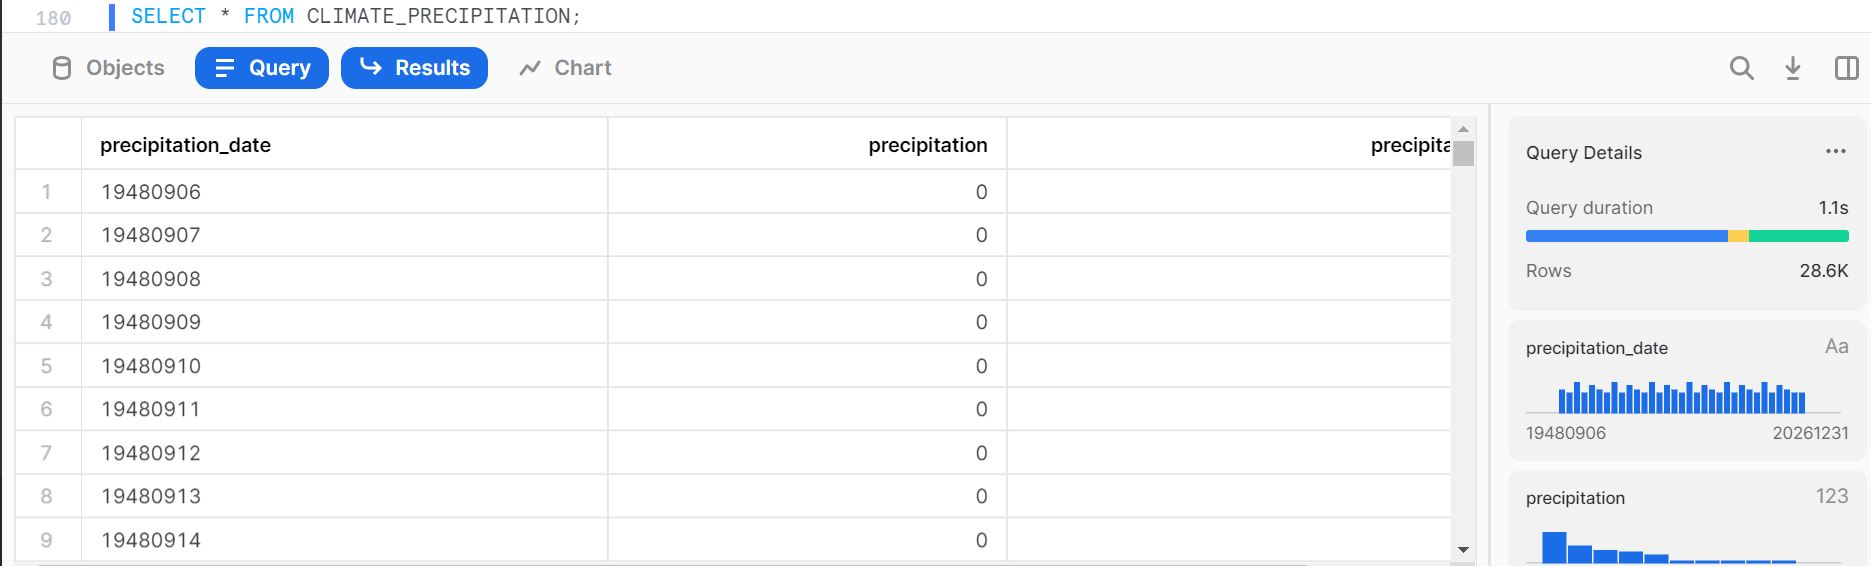 180 SELECT * FROM CLIMATE_PRECIPITATION;
Objects Query Results Chart
precipitation_date precipitation precipita
1 19480906 0
2 19480907 0
3 19480908 0
4 19480909 0
5 19480910 0
6 19480911 0
7 19480912 0
8 19480913 0
9 19480914 0
Query Details ...
Query duration 1.1s
Rows 28.6K
precipitation_date Aa
19480906 20261231
precipitation 123